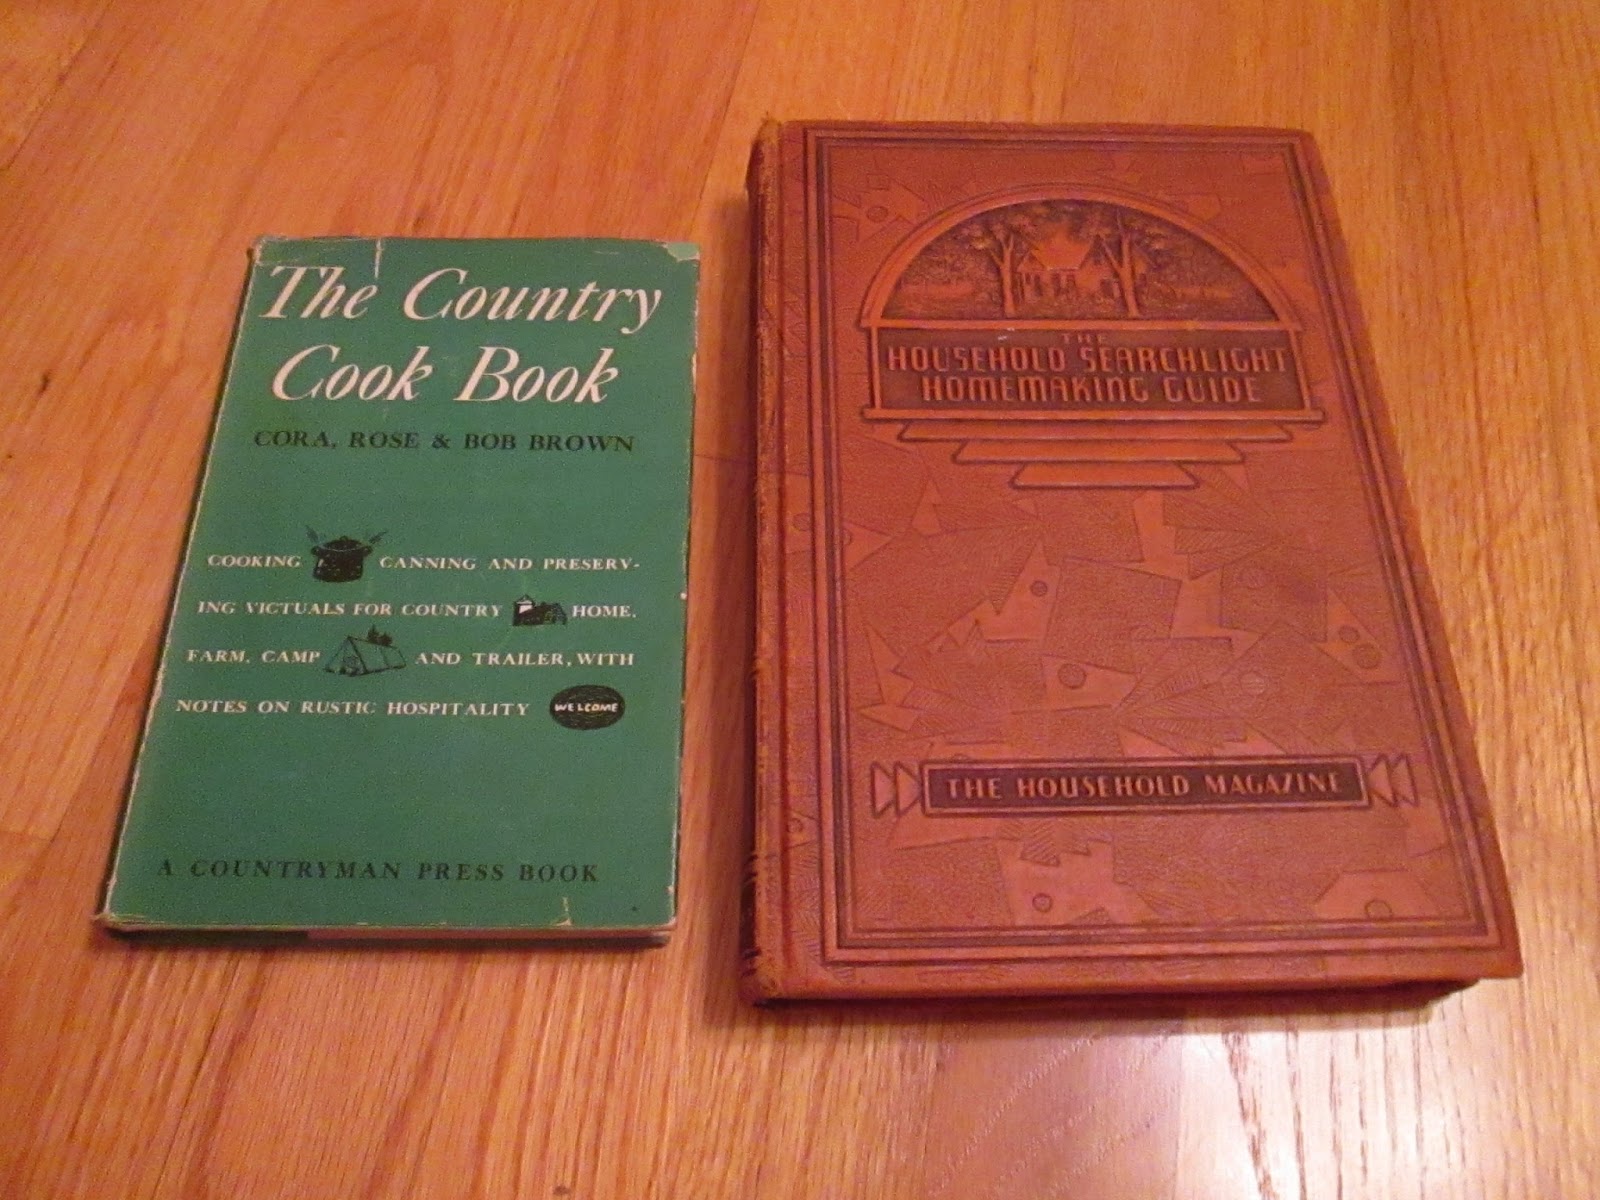 The Country
Cook Book
CORA, ROSE & BOB BROWN
COOKING CANNING AND PRESERV-
ING VICTUALS FOR COUNTRY HOME,
FARM, CAMP AND TRAILER, WITH
NOTES ON RUSTIC HOSPITALITY WELCOME
A COUNTRYMAN PRESS BOOK
THE
HOUSEHOLD SEARCHLIGHT
HOMEMAKING GUIDE
THE HOUSEHOLD MAGAZINE